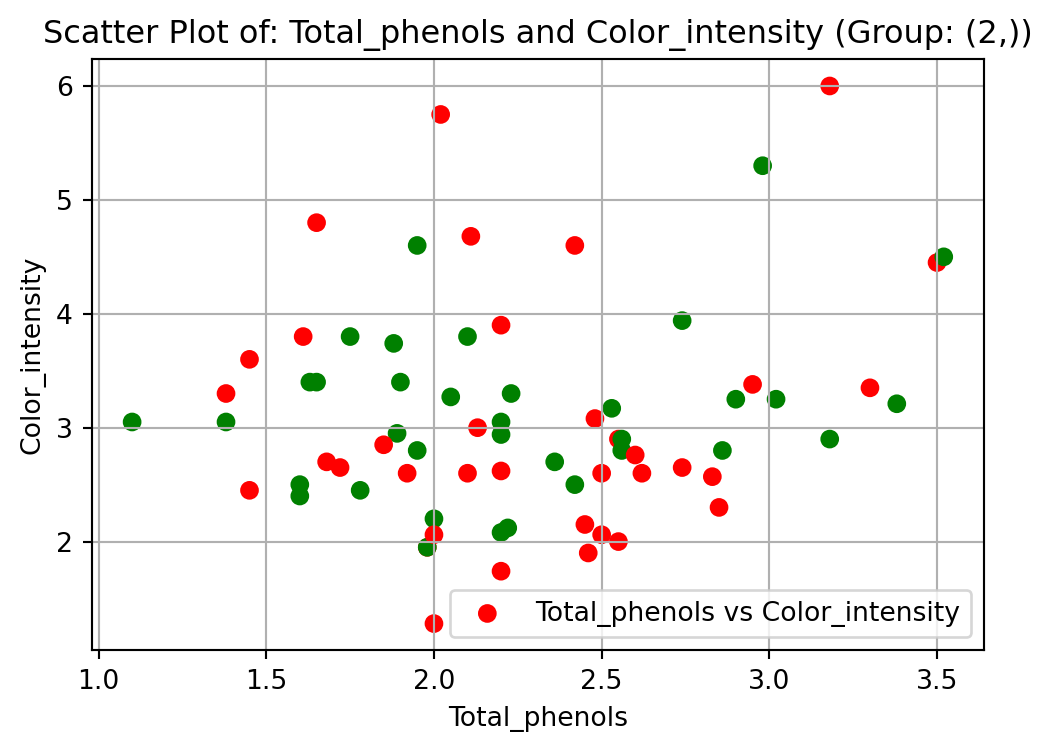 Scatter Plot of: Total_phenols and Color_intensity (Group: (2,))
6
5
4
3
2
Color_intensity
Total_phenols vs Color_intensity
1.0 1.5 2.0 2.5 3.0 3.5
Total_phenols